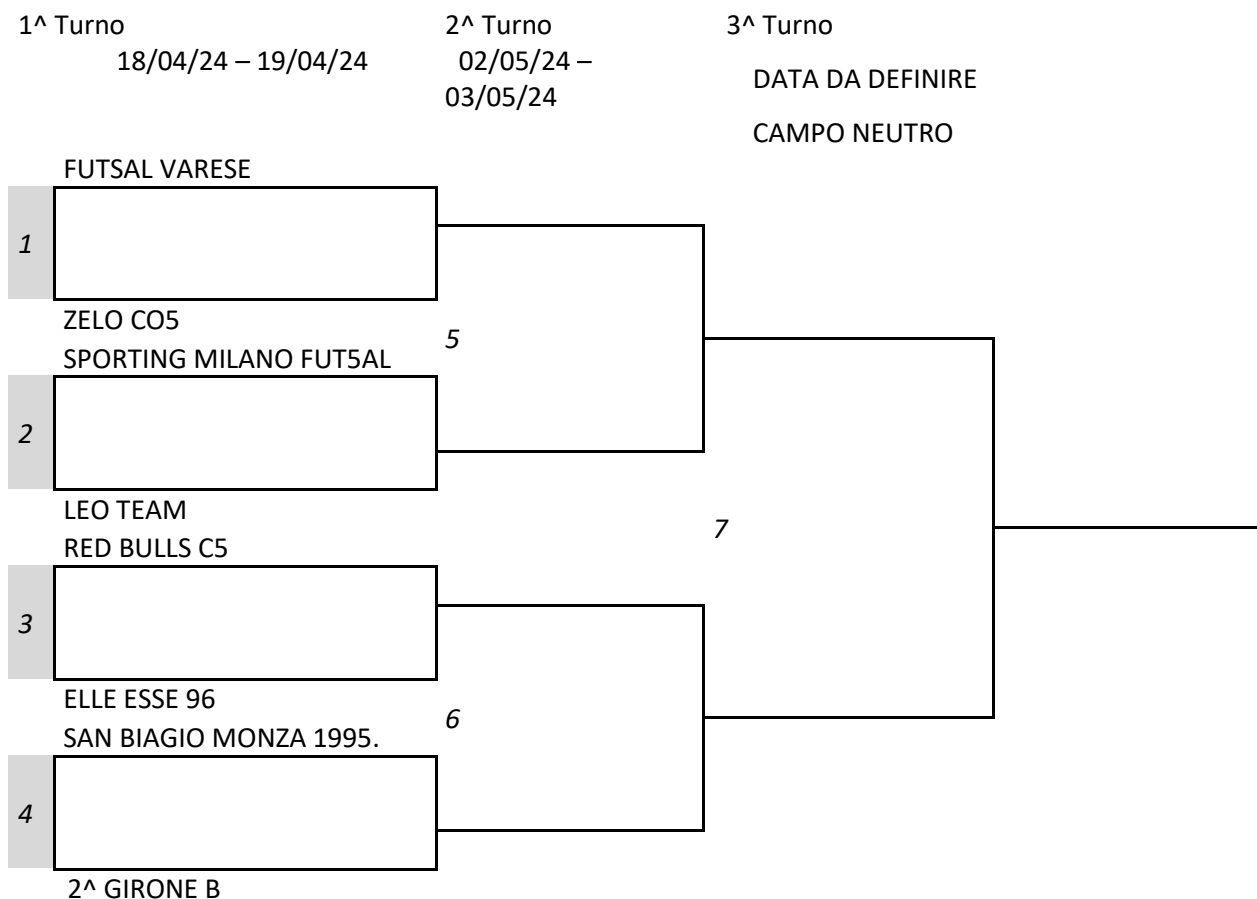 1^ Turno
18/04/24 – 19/04/24
2^ Turno
02/05/24 –
03/05/24
3^ Turno
DATA DA DEFINIRE
CAMPO NEUTRO
FUTSAL VARESE
1
ZELO CO5
5
SPORTING MILANO FUT5AL
2
LEO TEAM
7
RED BULLS C5
3
ELLE ESSE 96
6
SAN BIAGIO MONZA 1995.
4
2^ GIRONE B